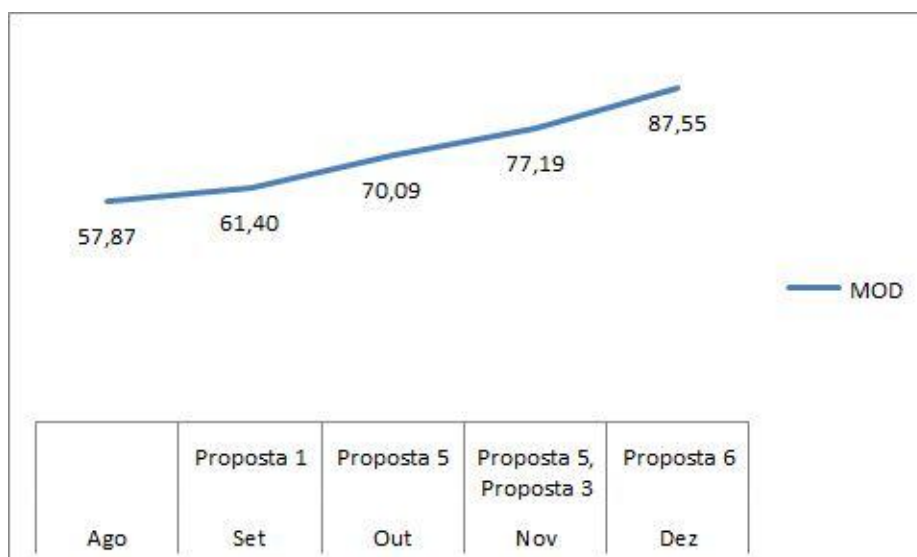 87,55
77,19
70,09
61,40
57,87
MOD
Proposta 1
Proposta 5
Proposta 5,
Proposta 3
Proposta 6
Ago
Set
Out
Nov
Dez